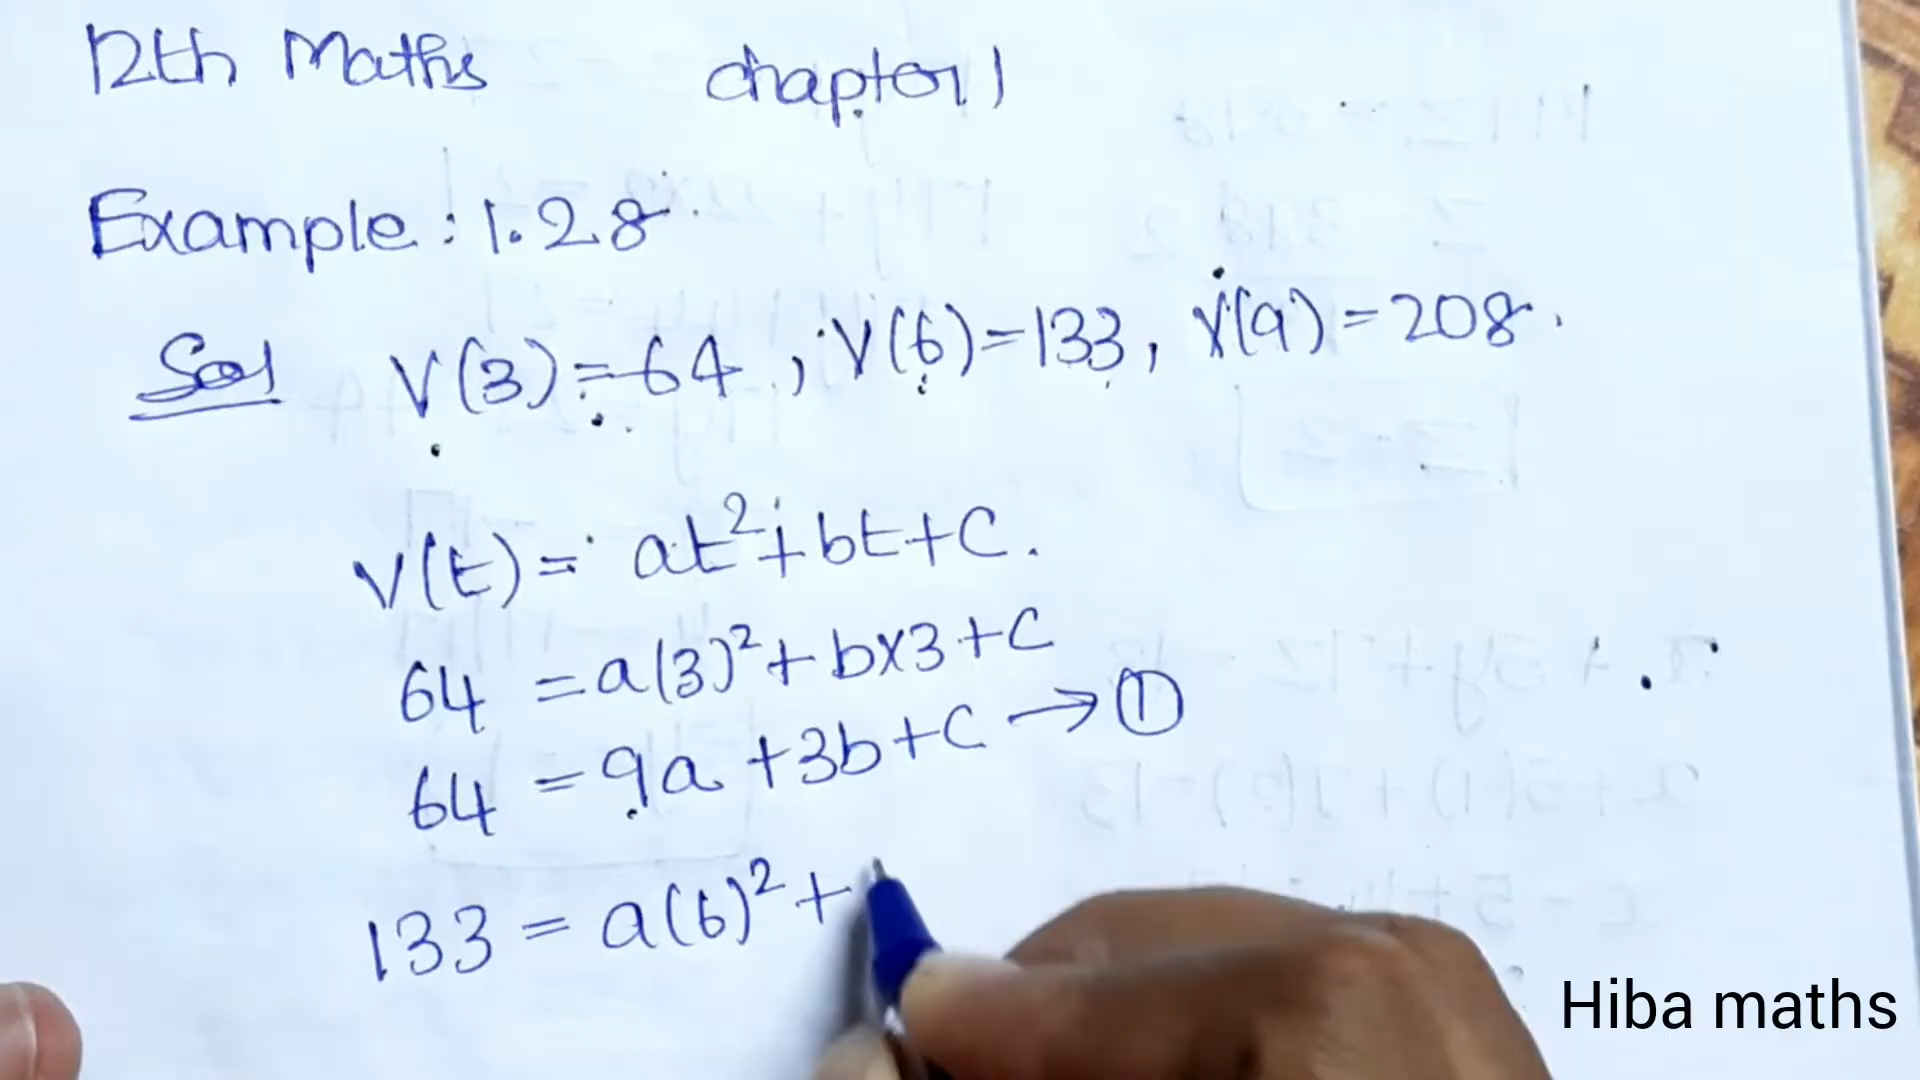 12th Maths chapter 1
Example : 1.28
Sol V(3) = 64 , V(6) = 133 , V(9) = 208 .
V(t) = at² + bt + c .
64 = a(3)² + b×3 + c
64 = 9a + 3b + c → ①
133 = a(6)² +
Hiba maths